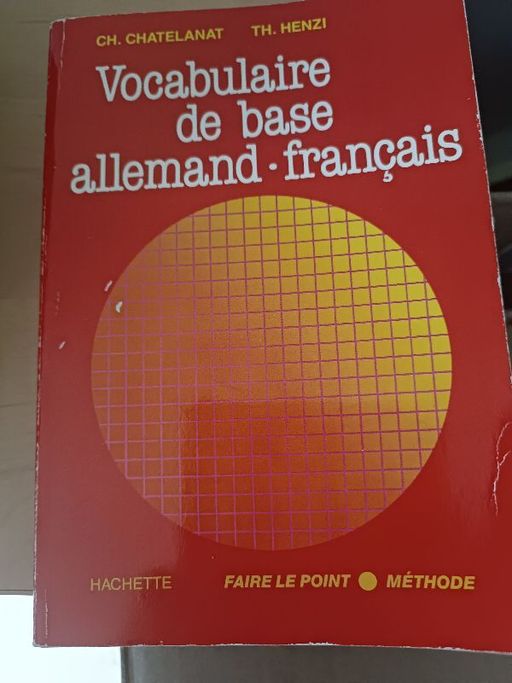 CH. CHATELANAT TH. HENZI
Vocabulaire
de base
allemand · français
HACHETTE FAIRE LE POINT MÉTHODE